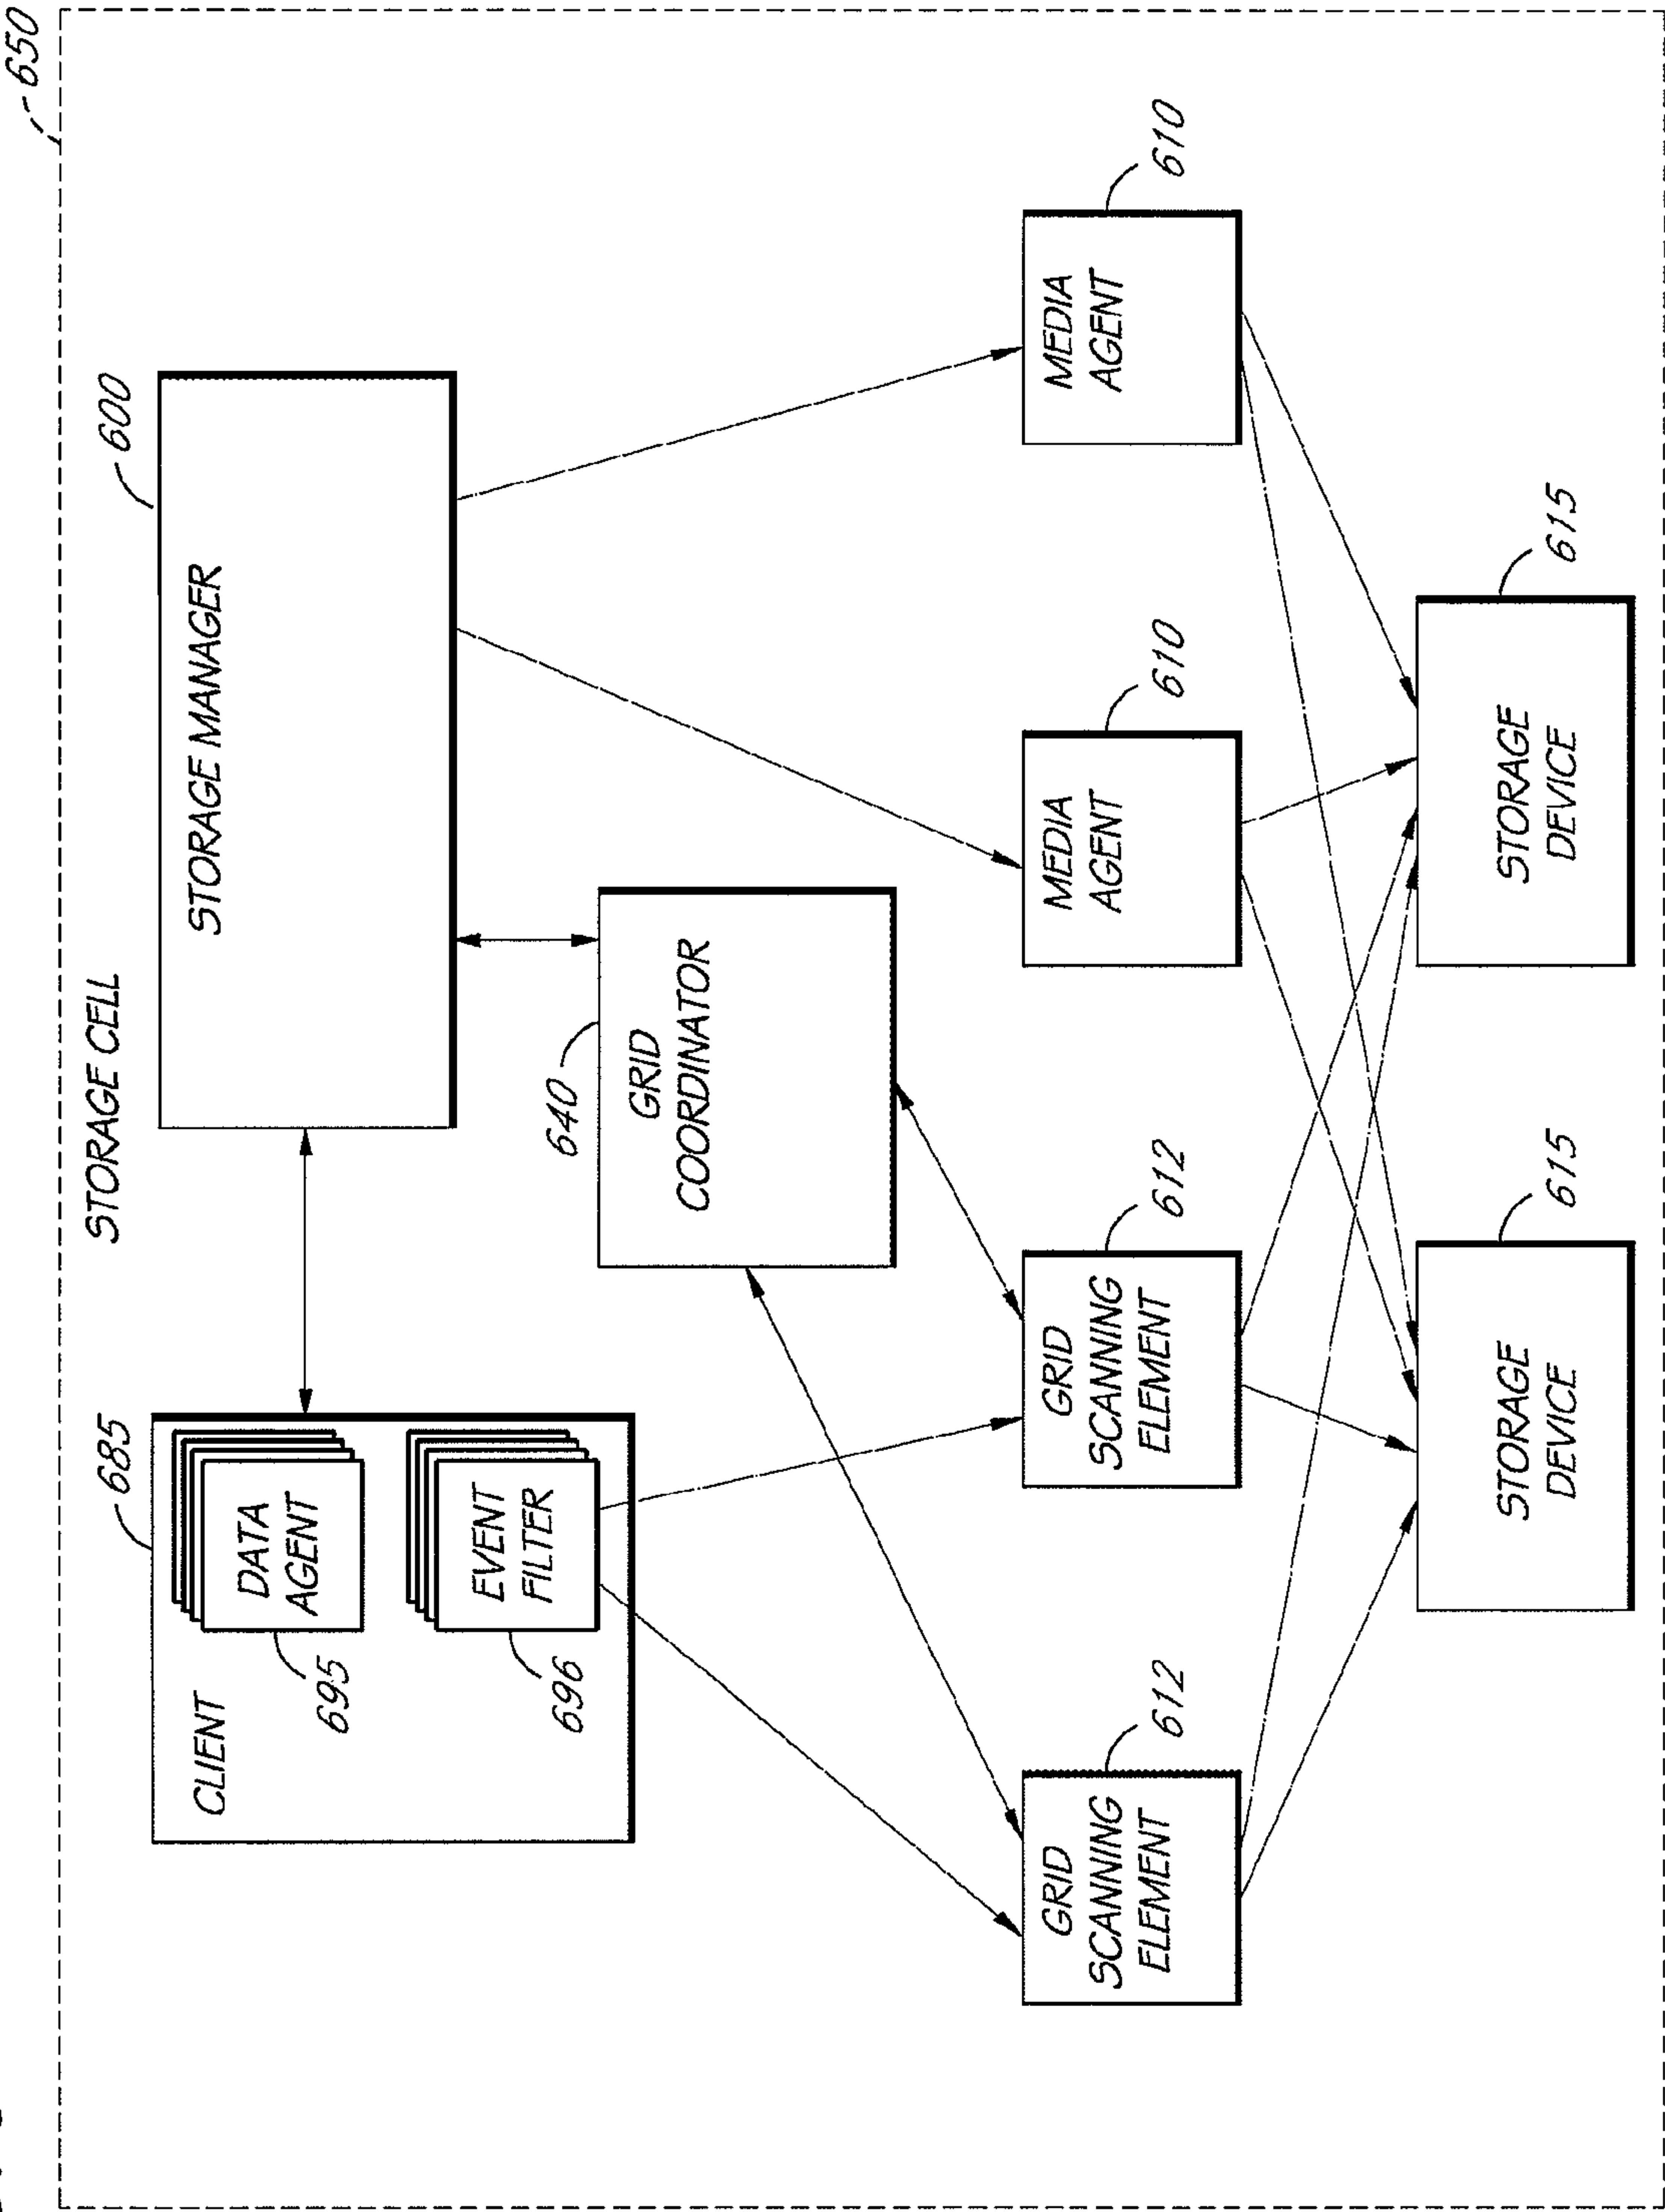 650
STORAGE CELL
685
600
CLIENT
DATA
AGENT
695
EVENT
FILTER
696
STORAGE MANAGER
640
GRID
COORDINATOR
GRID
SCANNING
ELEMENT
612
GRID
SCANNING
ELEMENT
612
MEDIA
AGENT
610
MEDIA
AGENT
610
STORAGE
DEVICE
615
STORAGE
DEVICE
615